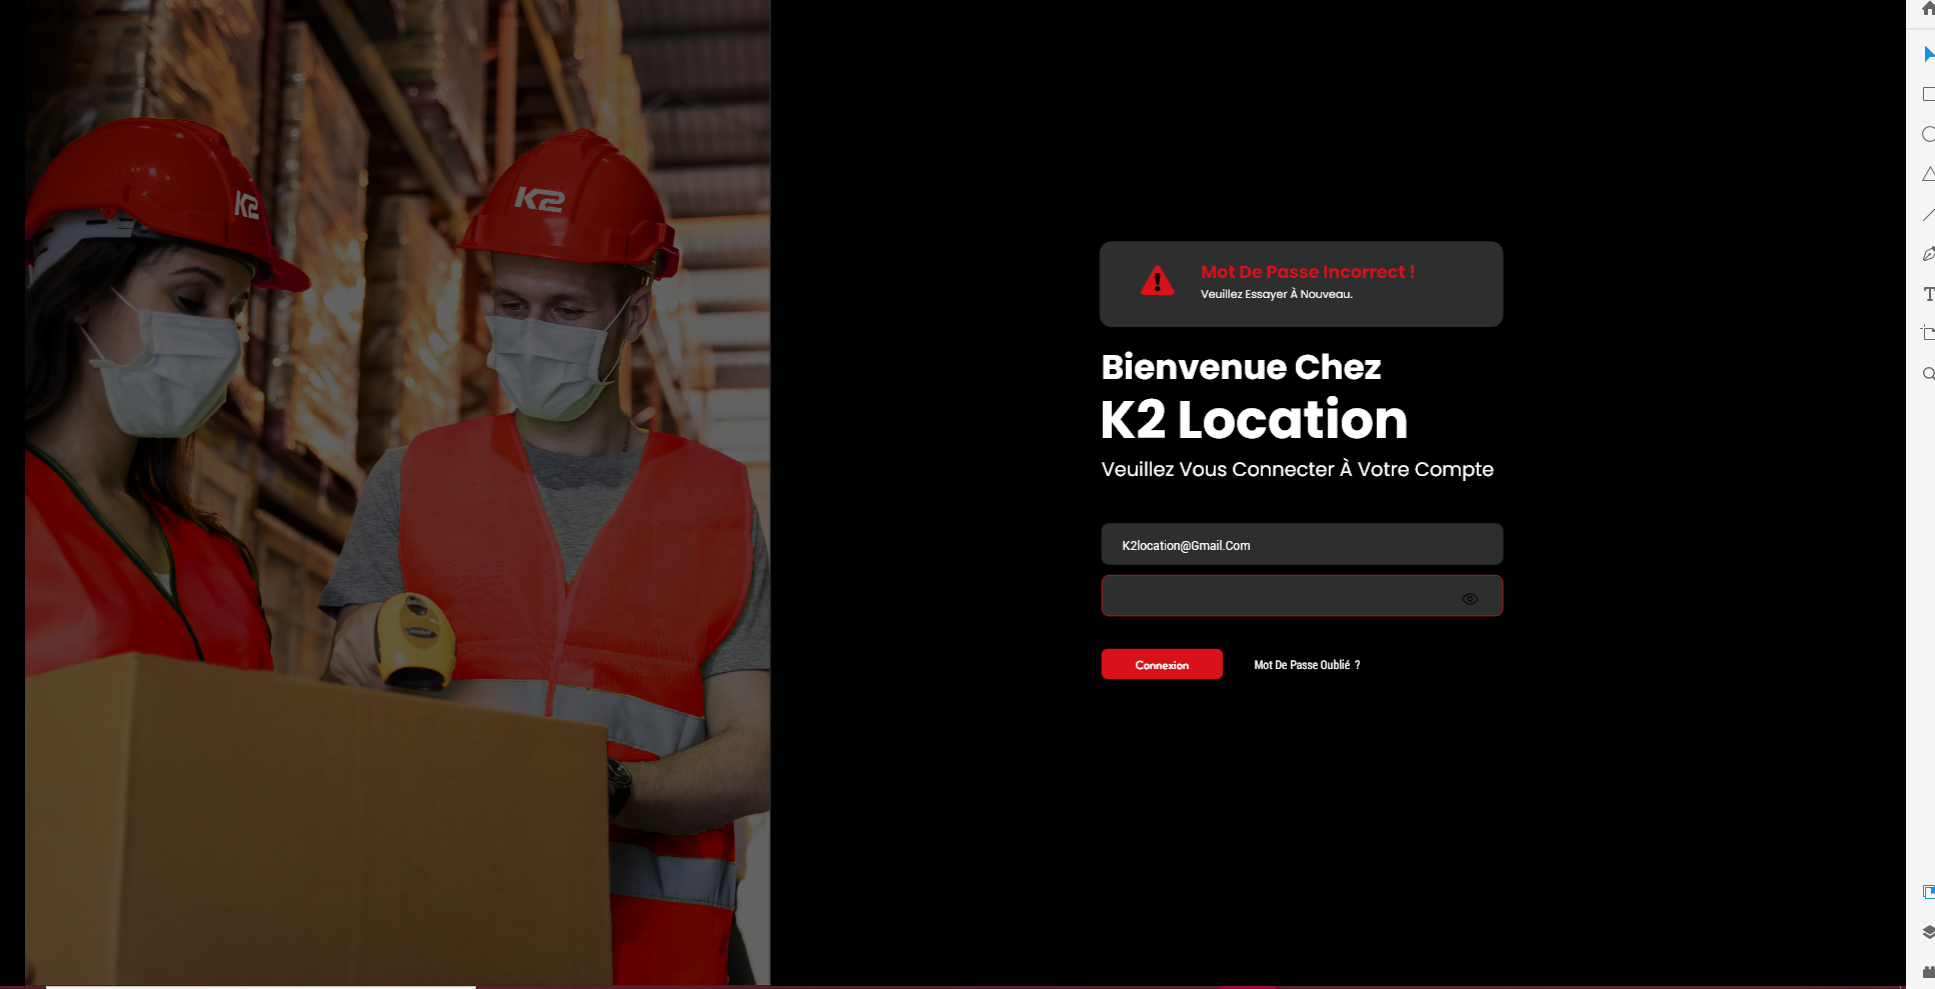 K2
K2
Mot De Passe Incorrect !
Veuillez Essayer À Nouveau.
Bienvenue Chez
K2 Location
Veuillez Vous Connecter À Votre Compte
K2location@Gmail.Com
Connexion
Mot De Passe Oublié ?